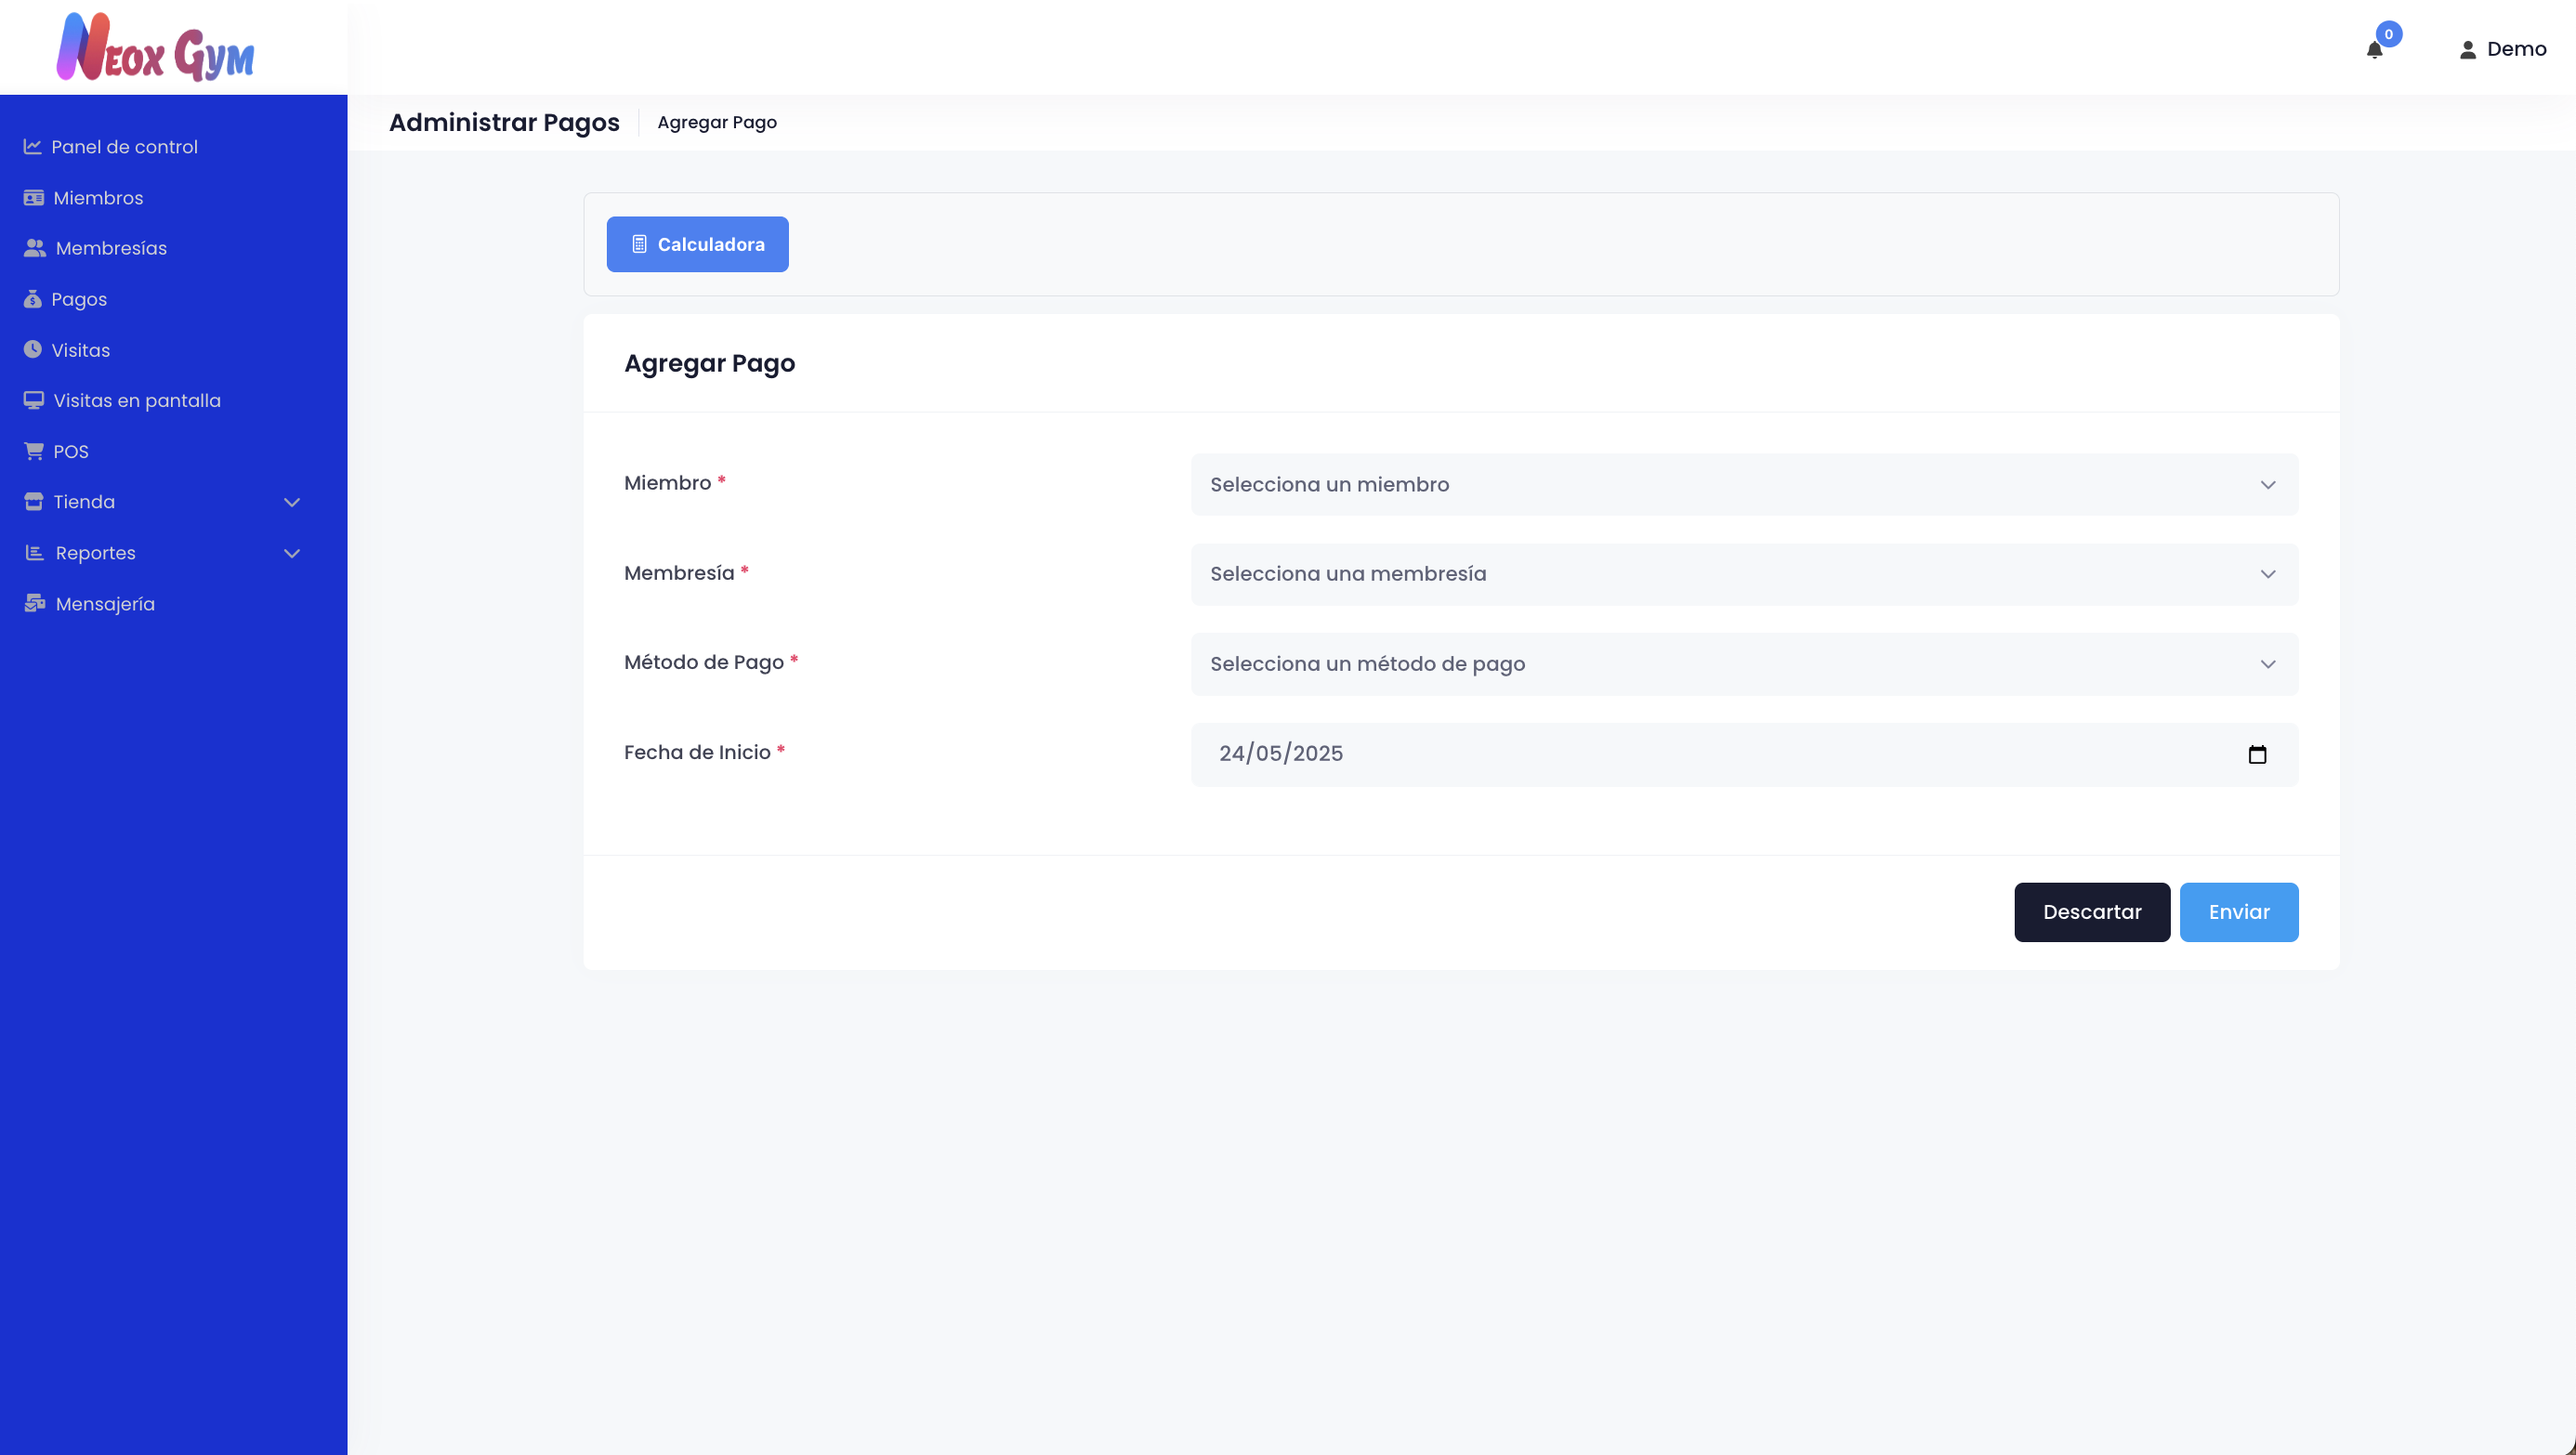 Neox Gym
0
Demo
Administrar Pagos
Agregar Pago
Panel de control
Miembros
Membresías
Pagos
Visitas
Visitas en pantalla
POS
Tienda
Reportes
Mensajería
Calculadora
Agregar Pago
Miembro *
Selecciona un miembro
Membresía *
Selecciona una membresía
Método de Pago *
Selecciona un método de pago
Fecha de Inicio *
24/05/2025
Descartar
Enviar